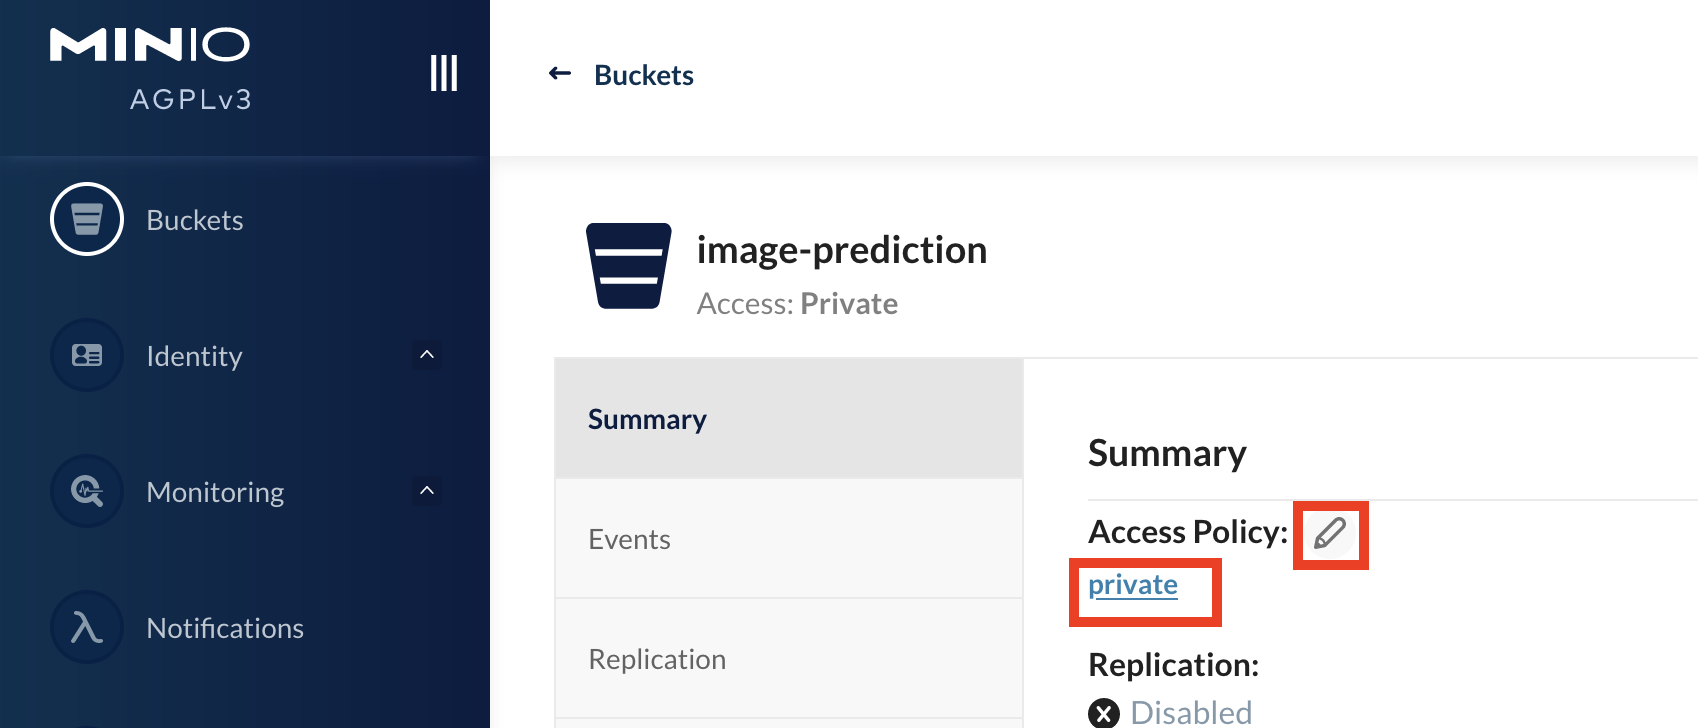 MINIO
AGPLv3
Buckets
Identity
Monitoring
Notifications
Buckets
image-prediction
Access: Private
Summary
Events
Replication
Summary
Access Policy:
private
Replication:
Disabled